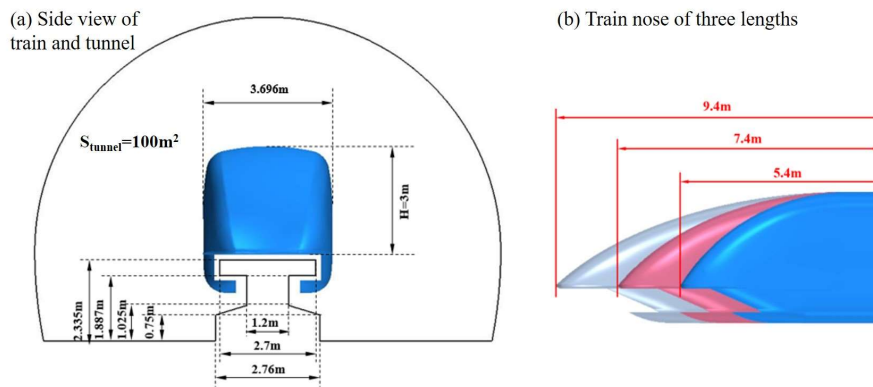 (a) Side view of
train and tunnel
(b) Train nose of three lengths
3.696m
S_tunnel=100m²
H=3m
2.335m
1.887m
1.025m
0.75m
1.2m
2.7m
2.76m
9.4m
7.4m
5.4m